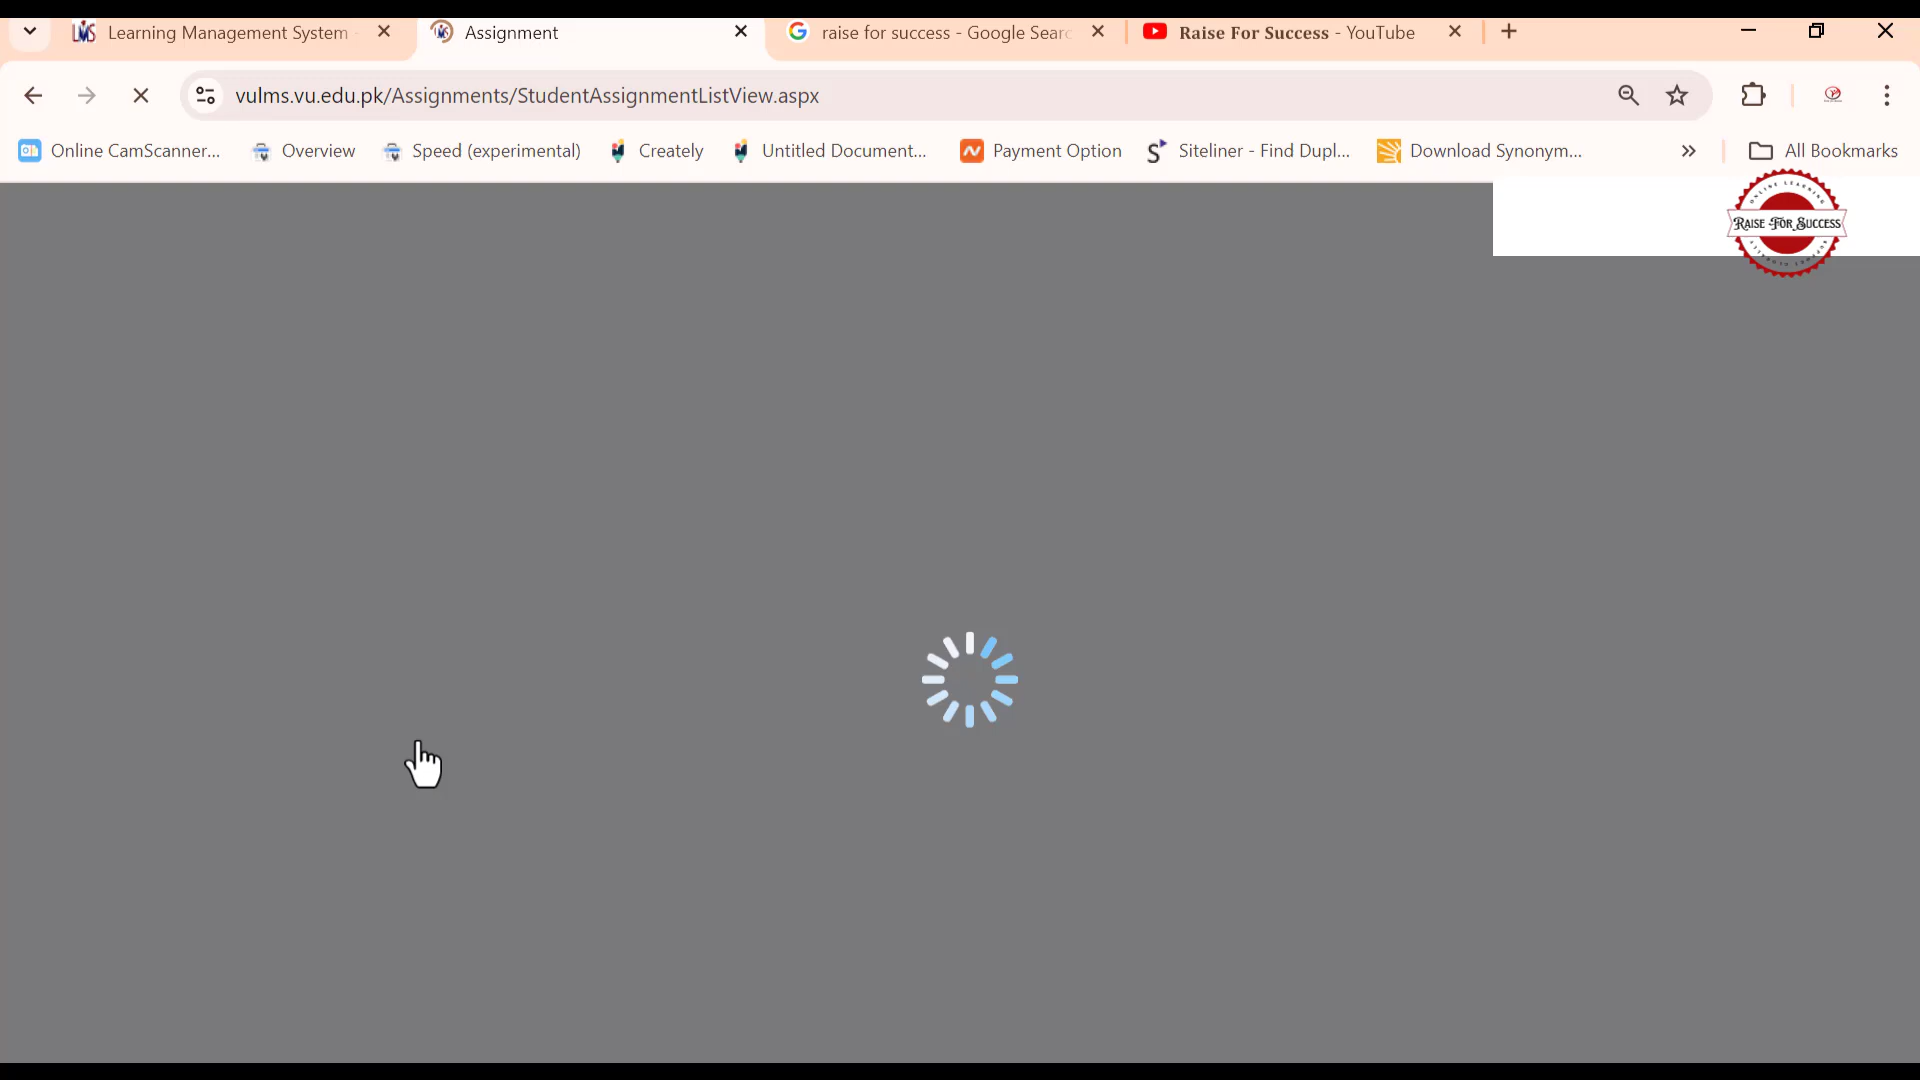 Learning Management System -
Assignment
raise for success - Google Searc
Raise For Success - YouTube
vulms.vu.edu.pk/Assignments/StudentAssignmentListView.aspx
Online CamScanner...
Overview
Speed (experimental)
Creately
Untitled Document...
Payment Option
Siteliner - Find Dupl...
Download Synonym...
All Bookmarks
ONLINE LEARNING
RAISE FOR SUCCESS